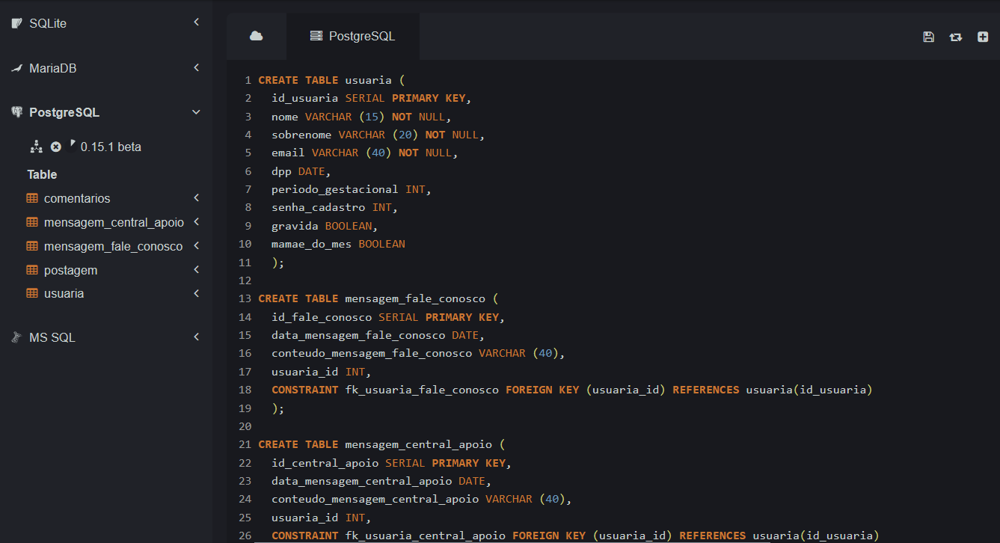 SQLite
MariaDB
PostgreSQL
0.15.1 beta
Table
comentarios
mensagem_central_apoio
mensagem_fale_conosco
postagem
usuaria
MS SQL
PostgreSQL
1 CREATE TABLE usuaria (
2 id_usuaria SERIAL PRIMARY KEY,
3 nome VARCHAR (15) NOT NULL,
4 sobrenome VARCHAR (20) NOT NULL,
5 email VARCHAR (40) NOT NULL,
6 dpp DATE,
7 periodo_gestacional INT,
8 senha_cadastro INT,
9 gravida BOOLEAN,
10 mamae_do_mes BOOLEAN
11 );
12
13 CREATE TABLE mensagem_fale_conosco (
14 id_fale_conosco SERIAL PRIMARY KEY,
15 data_mensagem_fale_conosco DATE,
16 conteudo_mensagem_fale_conosco VARCHAR (40),
17 usuaria_id INT,
18 CONSTRAINT fk_usuaria_fale_conosco FOREIGN KEY (usuaria_id) REFERENCES usuaria(id_usuaria)
19 );
20
21 CREATE TABLE mensagem_central_apoio (
22 id_central_apoio SERIAL PRIMARY KEY,
23 data_mensagem_central_apoio DATE,
24 conteudo_mensagem_central_apoio VARCHAR (40),
25 usuaria_id INT,
26 CONSTRAINT fk_usuaria_central_apoio FOREIGN KEY (usuaria_id) REFERENCES usuaria(id_usuaria)